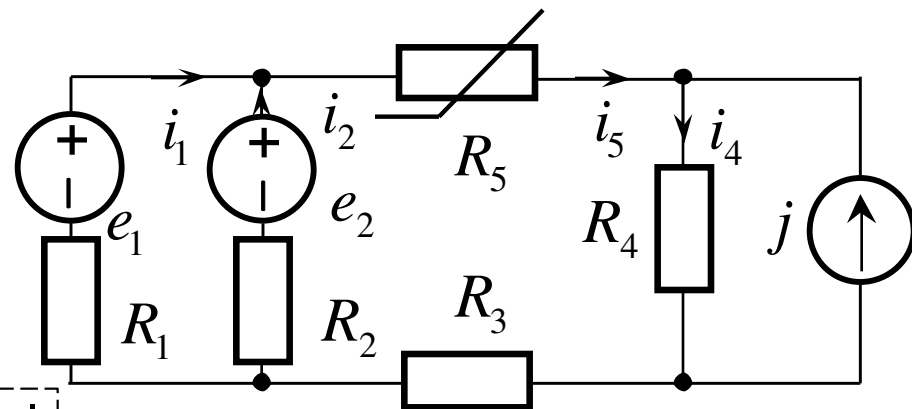 + − e₁ R₁
i₁
+ − e₂ R₂
i₂
R₅
i₅
i₄
R₄
j
R₃